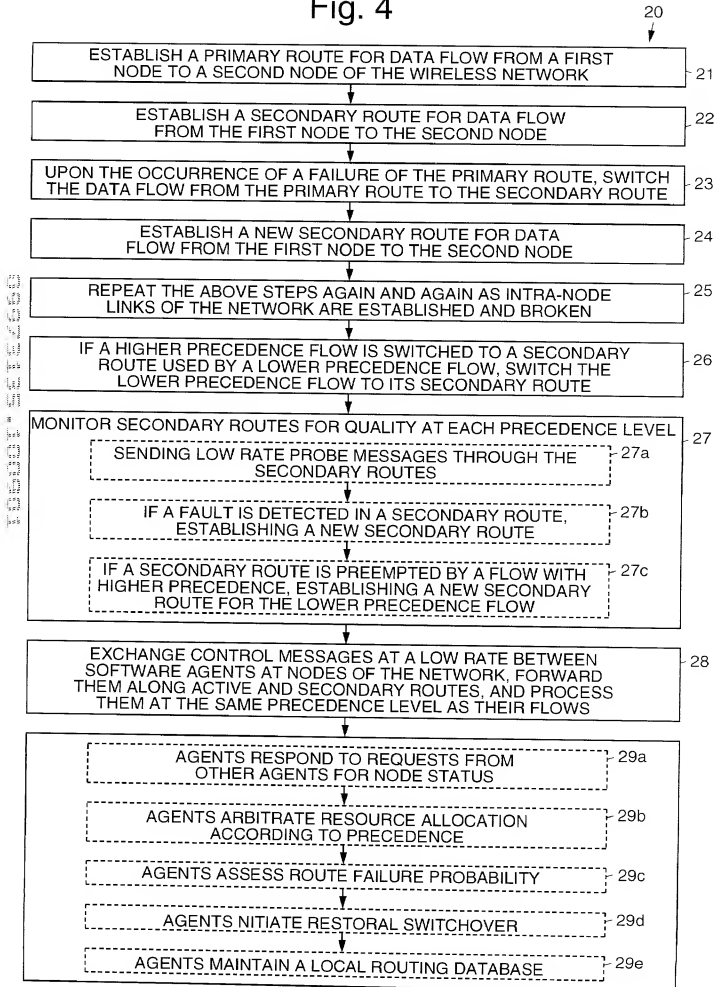 Fig. 4
20
ESTABLISH A PRIMARY ROUTE FOR DATA FLOW FROM A FIRST
NODE TO A SECOND NODE OF THE WIRELESS NETWORK
21
ESTABLISH A SECONDARY ROUTE FOR DATA FLOW
FROM THE FIRST NODE TO THE SECOND NODE
22
UPON THE OCCURRENCE OF A FAILURE OF THE PRIMARY ROUTE, SWITCH
THE DATA FLOW FROM THE PRIMARY ROUTE TO THE SECONDARY ROUTE
23
ESTABLISH A NEW SECONDARY ROUTE FOR DATA
FLOW FROM THE FIRST NODE TO THE SECOND NODE
24
REPEAT THE ABOVE STEPS AGAIN AND AGAIN AS INTRA-NODE
LINKS OF THE NETWORK ARE ESTABLISHED AND BROKEN
25
IF A HIGHER PRECEDENCE FLOW IS SWITCHED TO A SECONDARY
ROUTE USED BY A LOWER PRECEDENCE FLOW, SWITCH THE
LOWER PRECEDENCE FLOW TO ITS SECONDARY ROUTE
26
MONITOR SECONDARY ROUTES FOR QUALITY AT EACH PRECEDENCE LEVEL
27
SENDING LOW RATE PROBE MESSAGES THROUGH THE
SECONDARY ROUTES
27a
IF A FAULT IS DETECTED IN A SECONDARY ROUTE,
ESTABLISHING A NEW SECONDARY ROUTE
27b
IF A SECONDARY ROUTE IS PREEMPTED BY A FLOW WITH
HIGHER PRECEDENCE, ESTABLISHING A NEW SECONDARY
ROUTE FOR THE LOWER PRECEDENCE FLOW
27c
EXCHANGE CONTROL MESSAGES AT A LOW RATE BETWEEN
SOFTWARE AGENTS AT NODES OF THE NETWORK, FORWARD
THEM ALONG ACTIVE AND SECONDARY ROUTES, AND PROCESS
THEM AT THE SAME PRECEDENCE LEVEL AS THEIR FLOWS
28
AGENTS RESPOND TO REQUESTS FROM
OTHER AGENTS FOR NODE STATUS
29a
AGENTS ARBITRATE RESOURCE ALLOCATION
ACCORDING TO PRECEDENCE
29b
AGENTS ASSESS ROUTE FAILURE PROBABILITY
29c
AGENTS NITIATE RESTORAL SWITCHOVER
29d
AGENTS MAINTAIN A LOCAL ROUTING DATABASE
29e